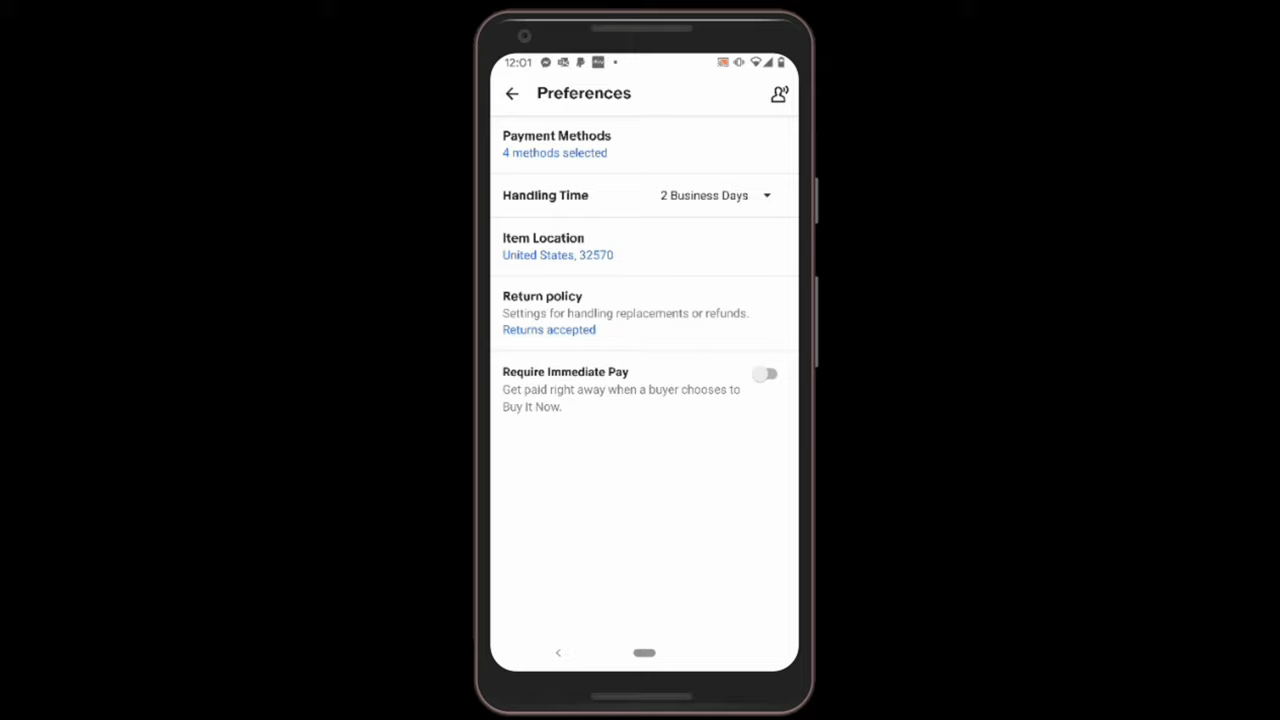 12:01
Preferences
Payment Methods
4 methods selected
Handling Time 2 Business Days
Item Location
United States, 32570
Return policy
Settings for handling replacements or refunds.
Returns accepted
Require Immediate Pay
Get paid right away when a buyer chooses to
Buy It Now.